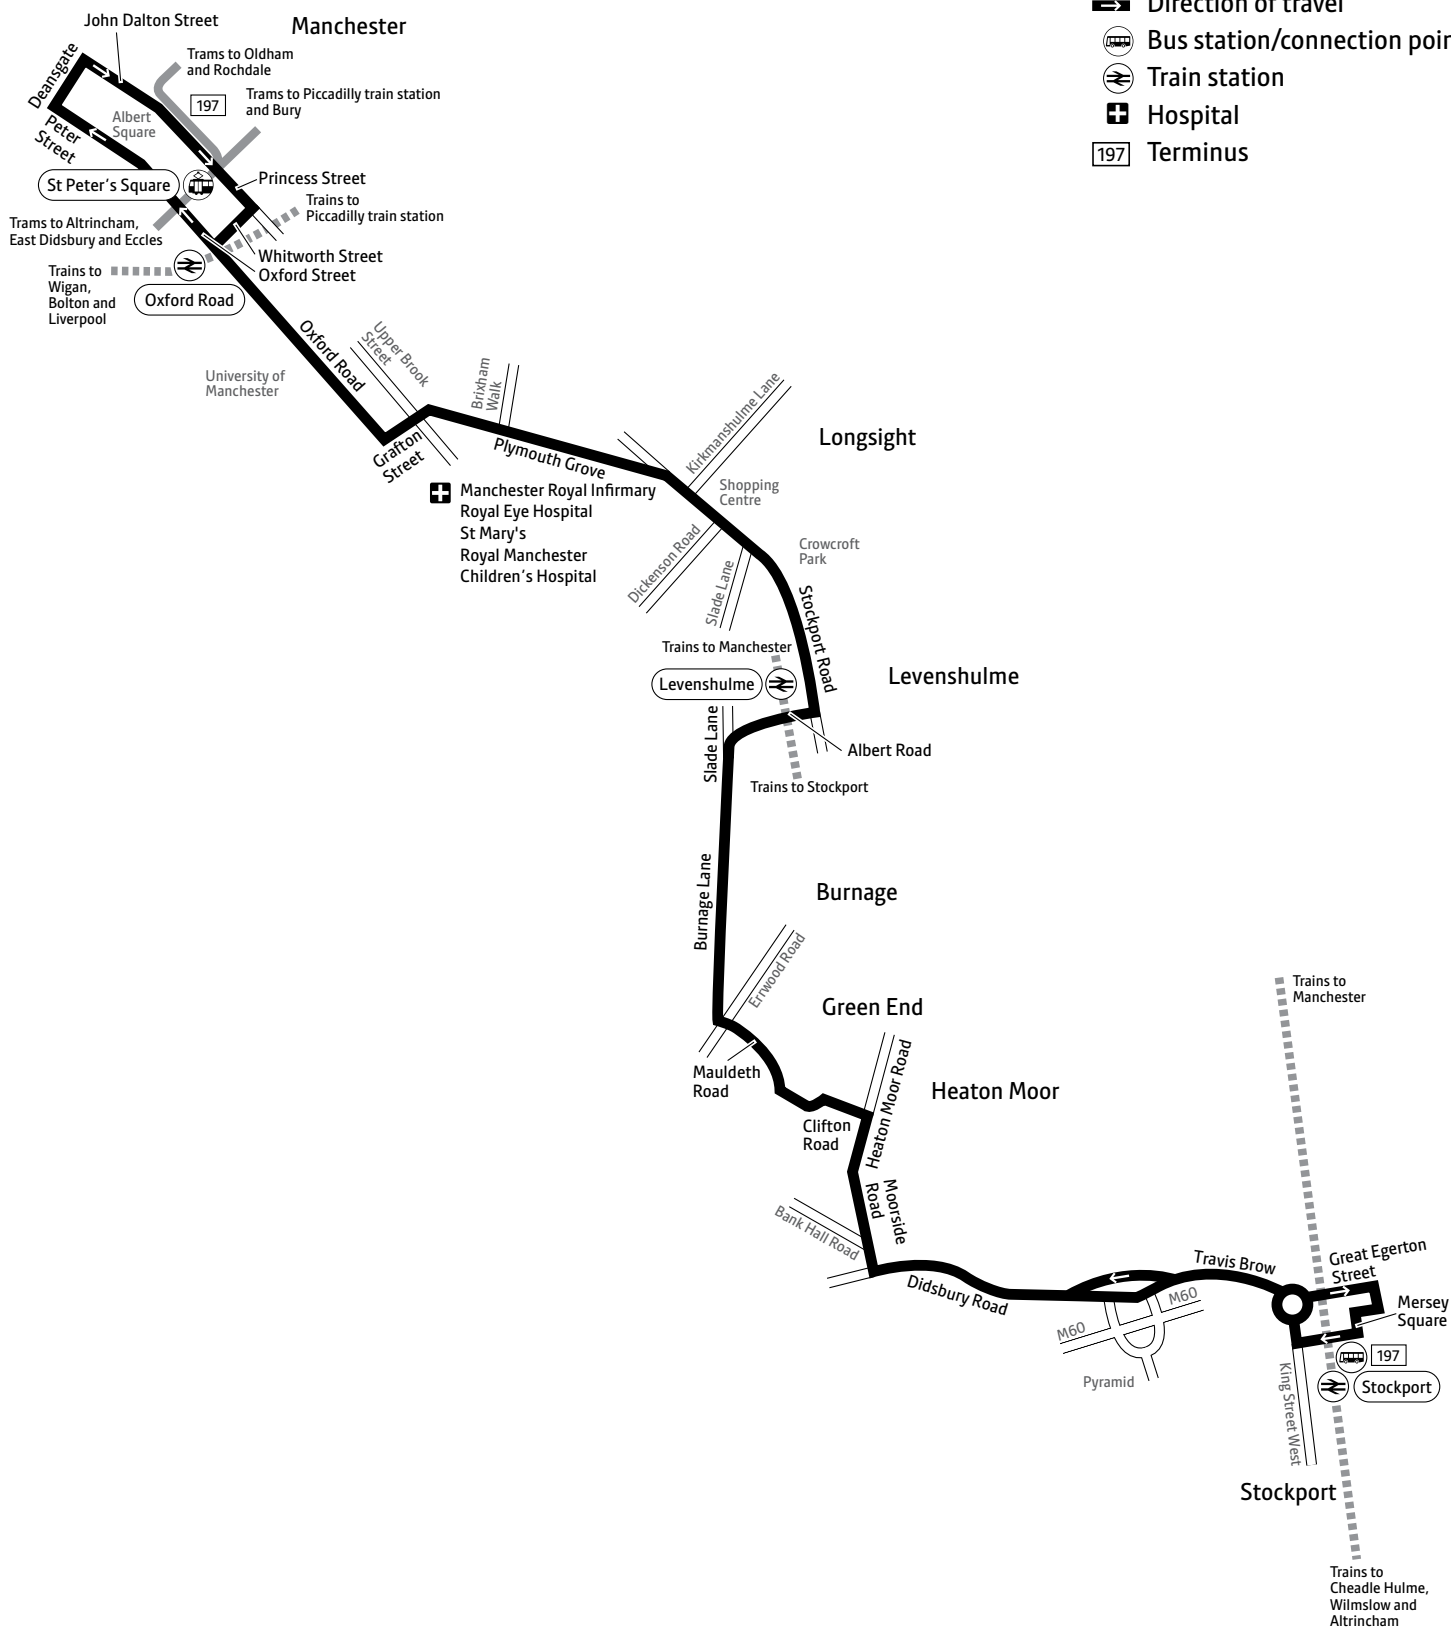 Direction of travel
Bus station/connection poin
Train station
Hospital
197 Terminus
John Dalton Street
Manchester
Deansgate
Trams to Oldham
and Rochdale
197
Trams to Piccadilly train station
and Bury
Albert
Square
Peter
Street
St Peter's Square
Princess Street
Trains to
Piccadilly train station
Trams to Altrincham,
East Didsbury and Eccles
Whitworth Street
Oxford Street
Trains to
Wigan,
Bolton and
Liverpool
Oxford Road
Oxford Road
Upper Brook
Street
University of
Manchester
Brixham
Walk
Kirkmanshulme Lane
Longsight
Grafton
Street
Plymouth Grove
Shopping
Centre
Manchester Royal Infirmary
Royal Eye Hospital
St Mary's
Royal Manchester
Children's Hospital
Dickenson Road
Slade Lane
Crowcroft
Park
Stockport Road
Trains to Manchester
Levenshulme
Levenshulme
Slade Lane
Albert Road
Trains to Stockport
Burnage Lane
Burnage
Errwood Road
Green End
Mauldeth
Road
Heaton Moor Road
Heaton Moor
Clifton
Road
Moorside
Road
Bank Hall Road
Didsbury Road
Trains to
Manchester
Travis Brow
Great Egerton
Street
Mersey
Square
M60
M60
Pyramid
197
Stockport
King Street West
Stockport
Trains to
Cheadle Hulme,
Wilmslow and
Altrincham